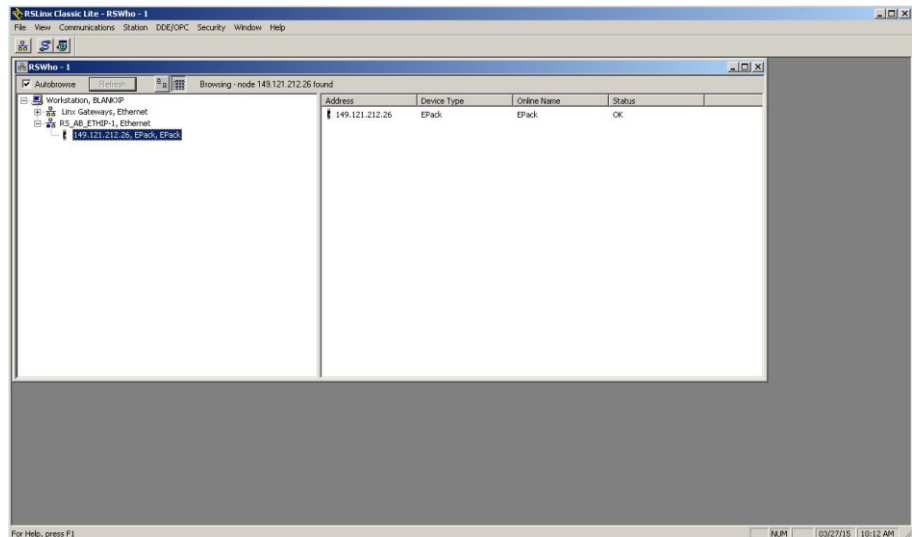 RSLinx Classic Lite - RSWho - 1
File View Communications Station DDE/OPC Security Window Help
RSWho - 1
Autobrowse Refresh Browsing - node 149.121.212.26 found
Workstation, BLANKXP
Linx Gateways, Ethernet
RS_AB_ETHIP-1, Ethernet
149.121.212.26, EPack, EPack
Address Device Type Online Name Status
149.121.212.26 EPack EPack OK
For Help, press F1 NUM 03/27/15 10:12 AM